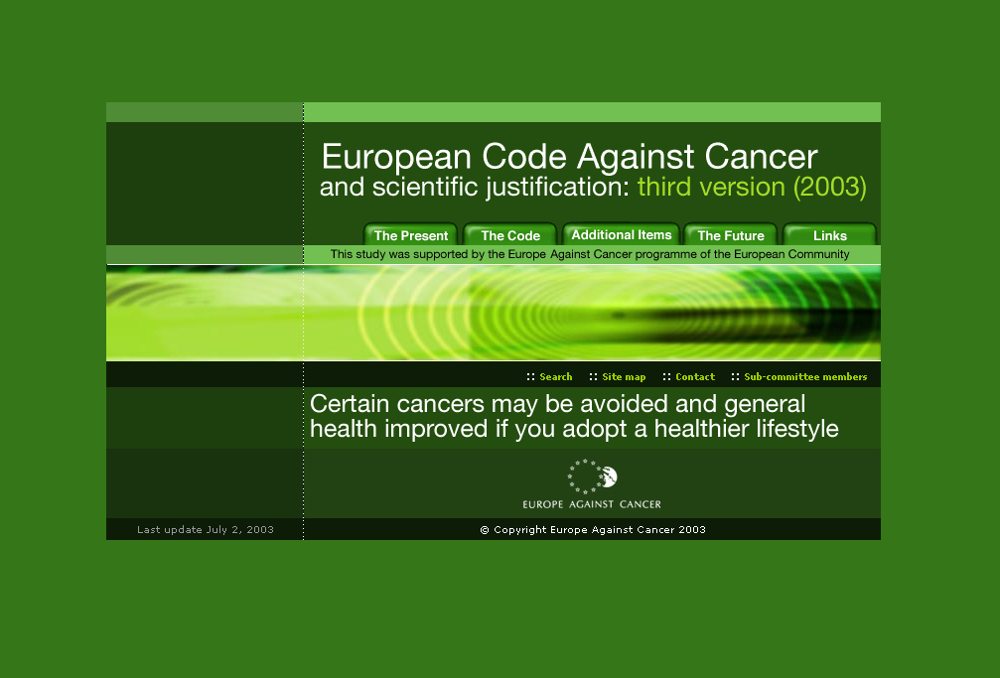 European Code Against Cancer
and scientific justification: third version (2003)
The Present The Code Additional Items The Future Links
This study was supported by the Europe Against Cancer programme of the European Community
:: Search :: Site map :: Contact :: Sub-committee members
Certain cancers may be avoided and general
health improved if you adopt a healthier lifestyle
EUROPE AGAINST CANCER
Last update July 2, 2003 © Copyright Europe Against Cancer 2003